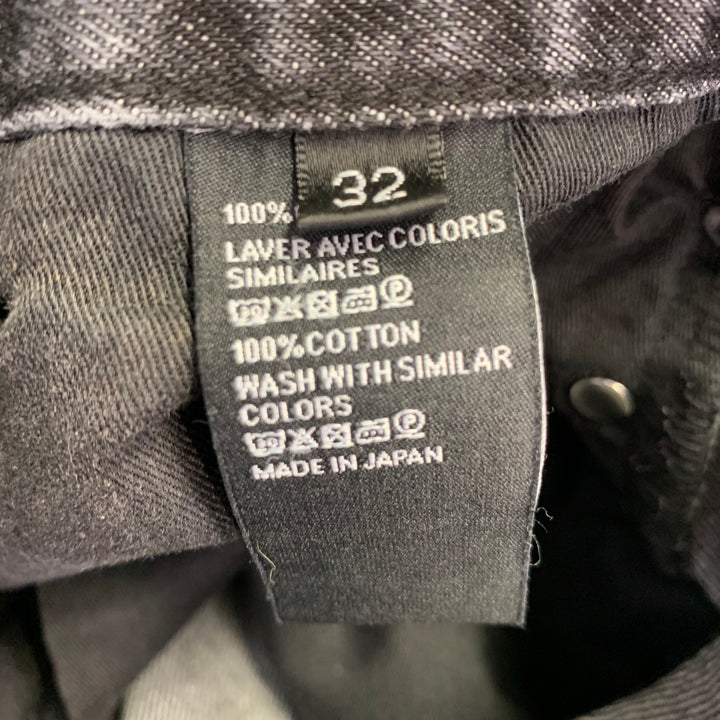 32
100%
LAVER AVEC COLORIS
SIMILAIRES
P
100% COTTON
WASH WITH SIMILAR
COLORS
P
MADE IN JAPAN